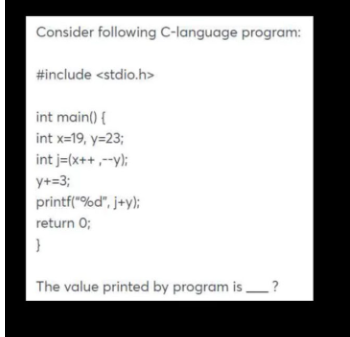 Consider following C-language program:
#include <stdio.h>
int main() {
int x=19, y=23;
int j=(x++ ,--y);
y+=3;
printf("%d", j+y);
return 0;
}
The value printed by program is ___ ?